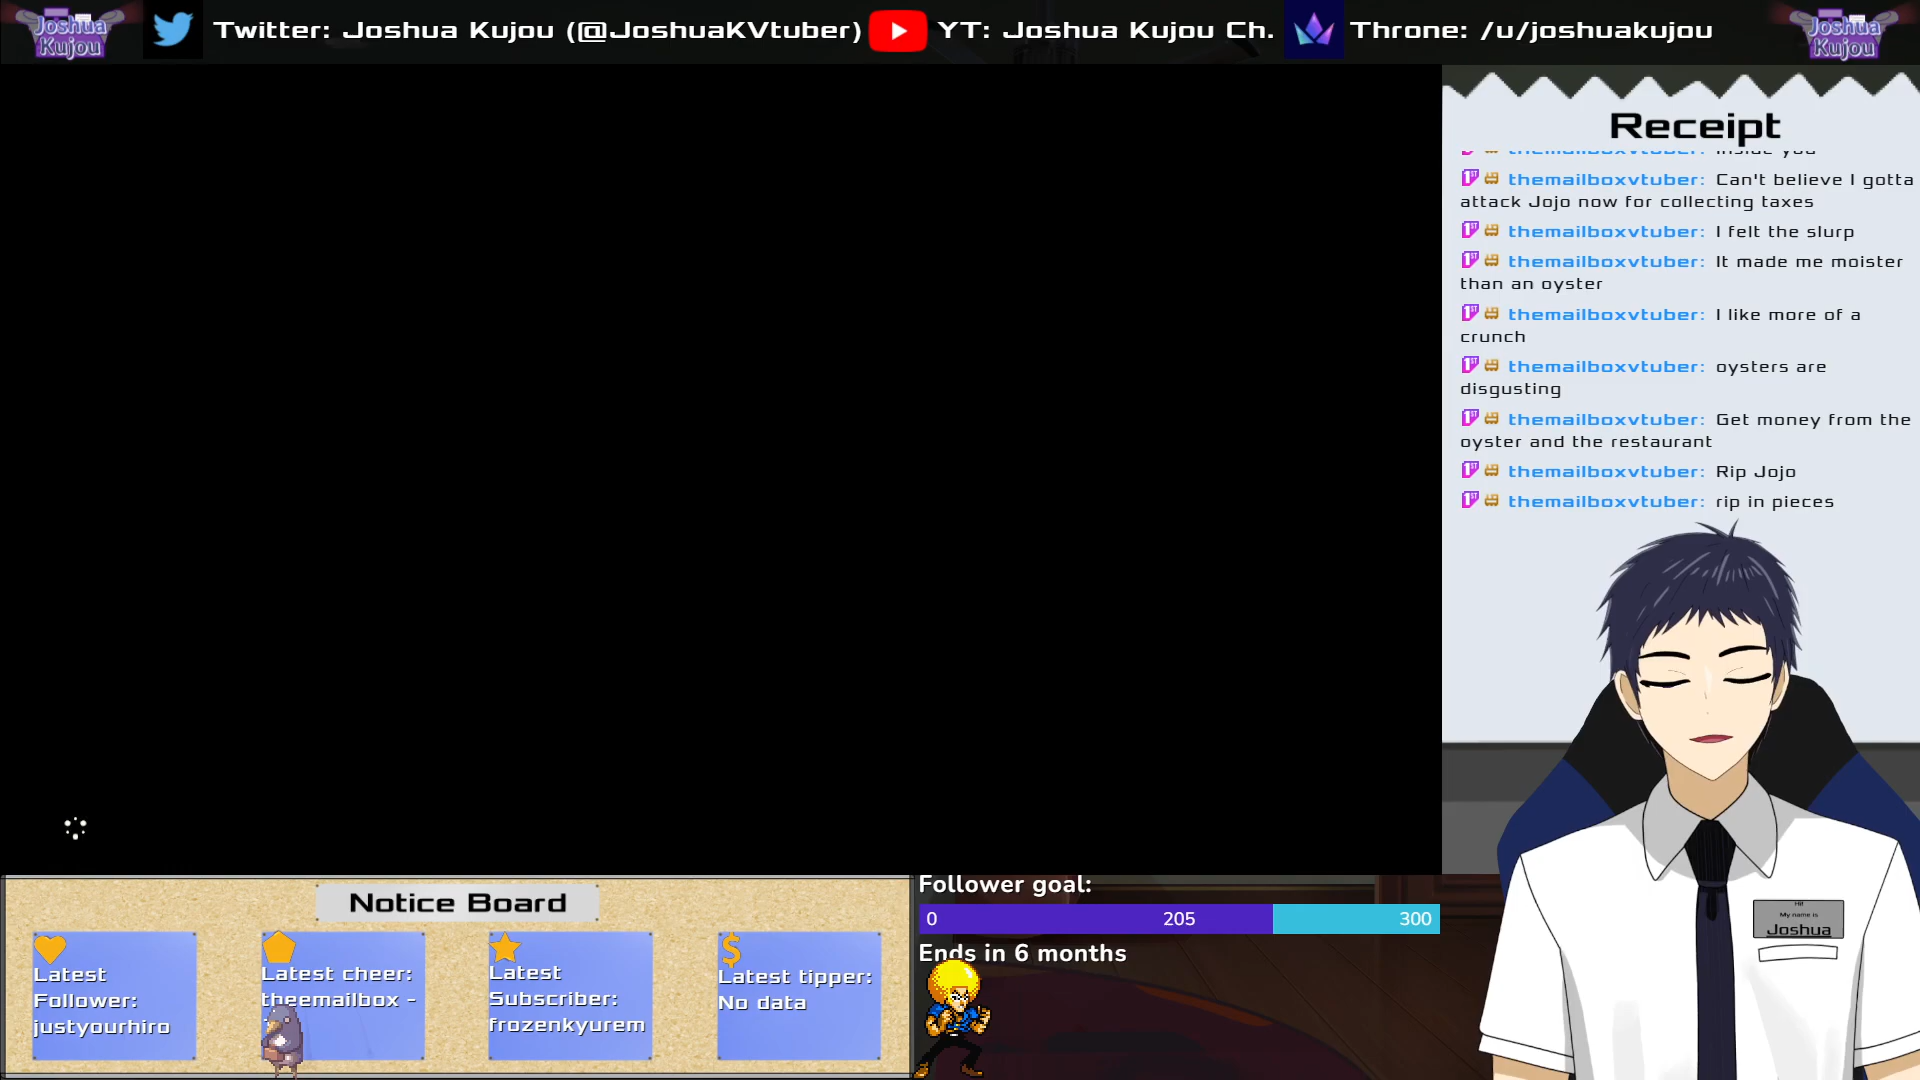 Joshua Kujou
Twitter: Joshua Kujou (@JoshuaKVtuber)
YT: Joshua Kujou Ch.
Throne: /u/joshuakujou
Joshua Kujou
Receipt
themailboxvtuber: inside you
themailboxvtuber: Can't believe I gotta
attack Jojo now for collecting taxes
themailboxvtuber: I felt the slurp
themailboxvtuber: It made me moister
than an oyster
themailboxvtuber: I like more of a
crunch
themailboxvtuber: oysters are
disgusting
themailboxvtuber: Get money from the
oyster and the restaurant
themailboxvtuber: Rip Jojo
themailboxvtuber: rip in pieces
Hi!
My name is
Joshua
Notice Board
Latest
Follower:
justyourhiro
Latest cheer:
theemailbox -
Latest
Subscriber:
frozenkyurem
Latest tipper:
No data
Follower goal:
0 205 300
Ends in 6 months